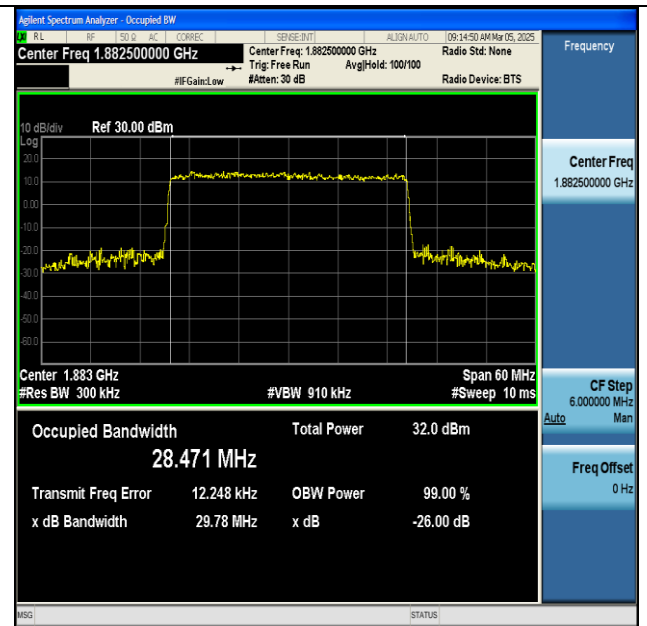 Agilent Spectrum Analyzer - Occupied BW
RL RF 50 Ω AC CORREC SENSE:INT ALIGN AUTO 09:14:50 AM Mar 05, 2025
Center Freq 1.882500000 GHz
Center Freq: 1.882500000 GHz
Radio Std: None
Trig: Free Run Avg|Hold: 100/100
#IFGain:Low #Atten: 30 dB Radio Device: BTS
10 dB/div Ref 30.00 dBm
Log
20.0
10.0
0.00
-10.0
-20.0
-30.0
-40.0
-50.0
-60.0
Center 1.883 GHz Span 60 MHz
#Res BW 300 kHz #VBW 910 kHz #Sweep 10 ms
Occupied Bandwidth Total Power 32.0 dBm
28.471 MHz
Transmit Freq Error 12.248 kHz OBW Power 99.00 %
x dB Bandwidth 29.78 MHz x dB -26.00 dB
Frequency
Center Freq
1.882500000 GHz
CF Step
6.000000 MHz
Auto Man
Freq Offset
0 Hz
MSG STATUS